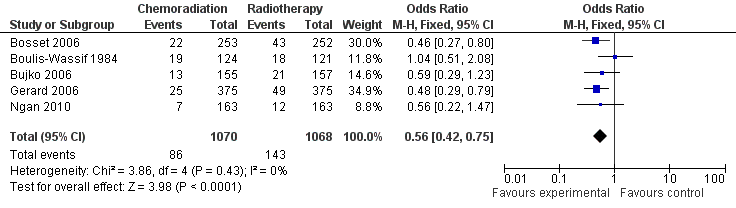 Chemoradiation Radiotherapy Odds Ratio Odds Ratio
Study or Subgroup Events Total Events Total Weight M-H, Fixed, 95% CI M-H, Fixed, 95% CI
Bosset 2006 22 253 43 252 30.0% 0.46 [0.27, 0.80]
Boulis-Wassif 1984 19 124 18 121 11.8% 1.04 [0.51, 2.08]
Bujko 2006 13 155 21 157 14.4% 0.59 [0.29, 1.23]
Gerard 2006 25 375 49 375 34.9% 0.48 [0.29, 0.79]
Ngan 2010 7 163 12 163 8.8% 0.56 [0.22, 1.47]
Total (95% CI) 1070 1068 100.0% 0.56 [0.42, 0.75]
Total events 86 143
Heterogeneity: Chi² = 3.86, df = 4 (P = 0.43); I² = 0%
Test for overall effect: Z = 3.98 (P < 0.0001)
0.01 0.1 1 10 100
Favours experimental Favours control